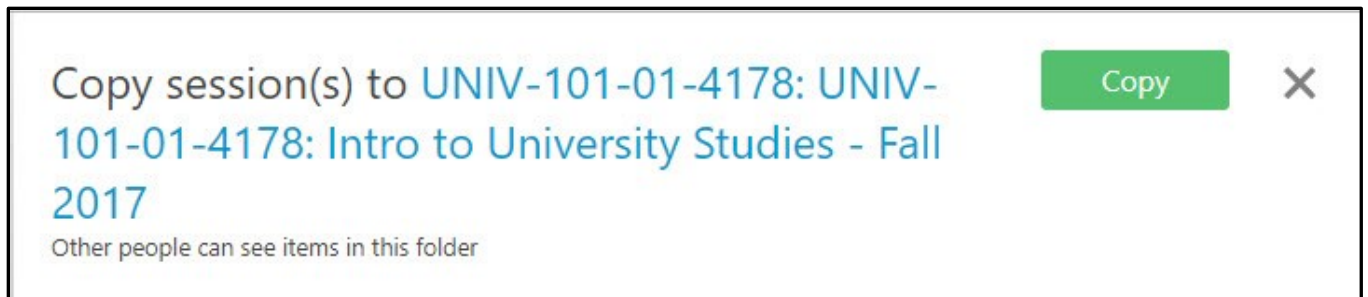 Copy session(s) to UNIV-101-01-4178: UNIV-
101-01-4178: Intro to University Studies - Fall
2017
Other people can see items in this folder
Copy